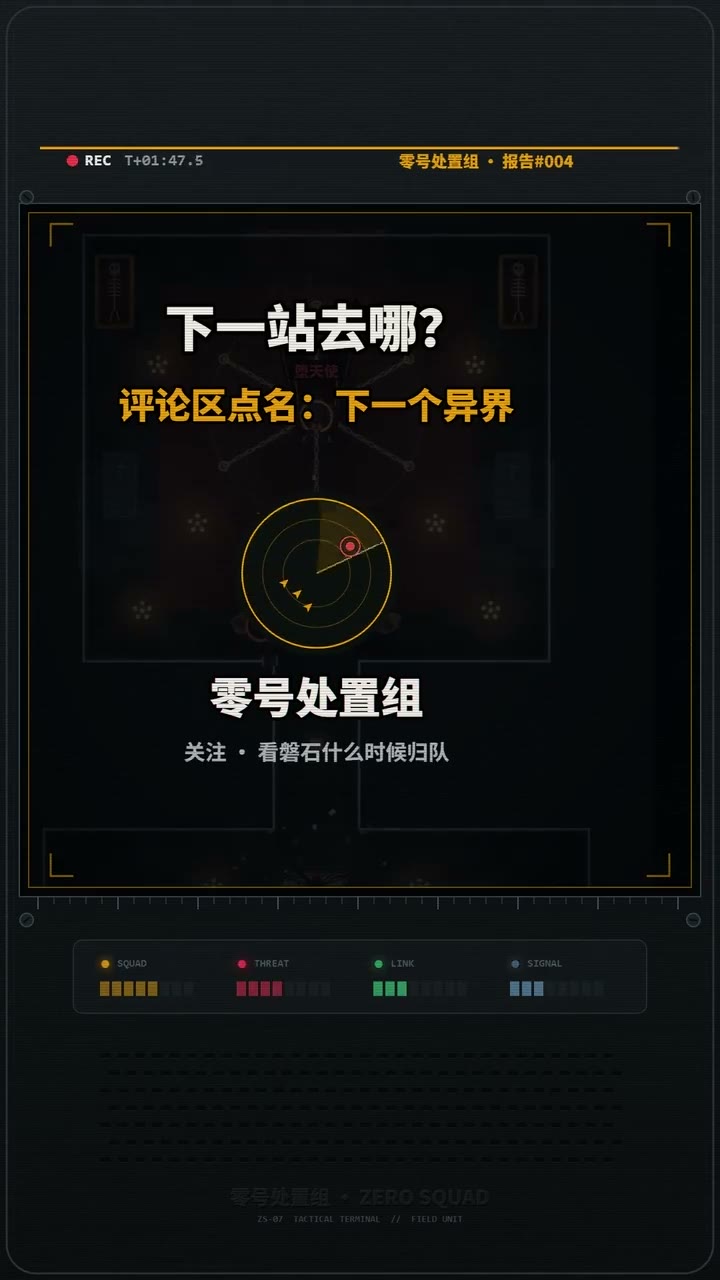 REC T+01:47.5
零号处置组 • 报告#004
下一站去哪?
堕天使
评论区点名：下一个异界
零号处置组
关注 • 看磐石什么时候归队
SQUAD
THREAT
LINK
SIGNAL
零号处置组 • ZERO SQUAD
ZS-07 TACTICAL TERMINAL // FIELD UNIT